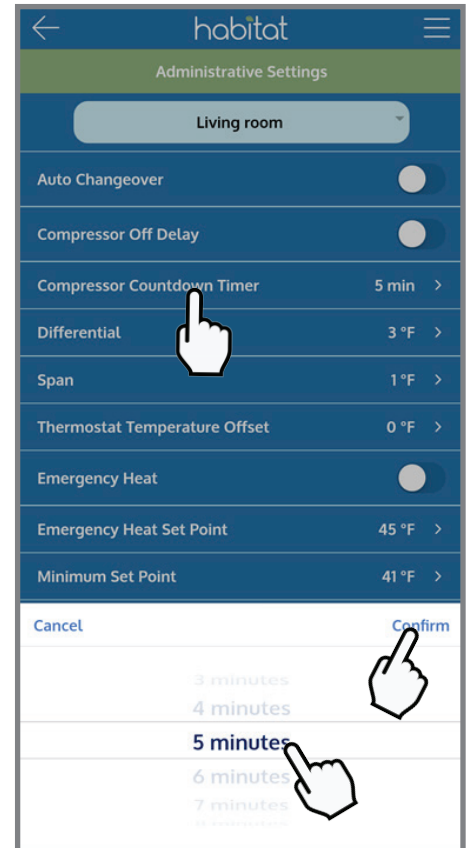 habitat
Administrative Settings
Living room
Auto Changeover
Compressor Off Delay
Compressor Countdown Timer 5 min >
Differential 3 °F >
Span 1 °F >
Thermostat Temperature Offset 0 °F >
Emergency Heat
Emergency Heat Set Point 45 °F >
Minimum Set Point 41 °F >
Cancel Confirm
3 minutes
4 minutes
5 minutes
6 minutes
7 minutes